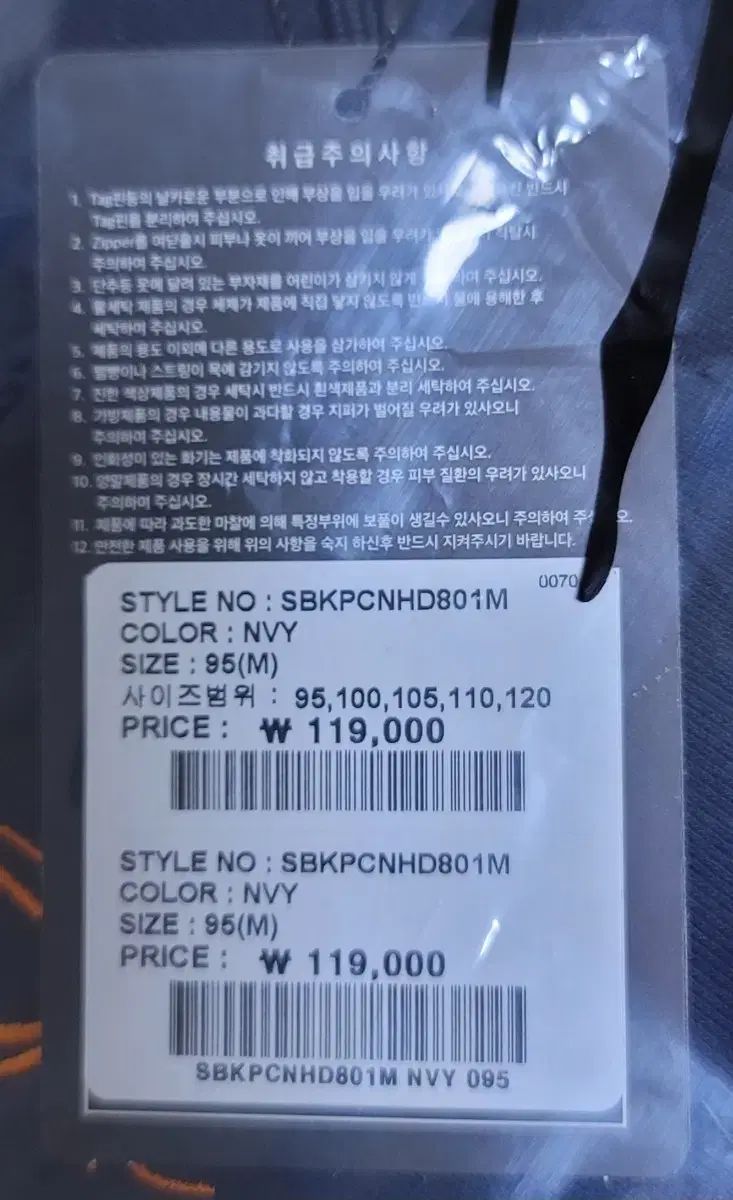 취급주의사항
1. Tag핀등의 날카로운 부분으로 인해 부상을 입을 우려가 반드시
Tag핀을 분리하여 주십시오.
2. Zipper를 여닫을시 피부나 옷이 끼어 부상을 입을 우려가
주의하여 주십시오.
3. 단추등 옷에 달려 있는 부자재를 어린이가 삼키지 않게 주십시오.
4. 물세탁 제품의 경우 세제가 제품에 직접 닿지 않도록 반드시 물에 용해한 후
세탁하여 주십시오.
5. 제품의 용도 이외에 다른 용도로 사용을 삼가하여 주십시오.
6. 멜빵이나 스트링이 목에 감기지 않도록 주의하여 주십시오.
7. 진한 색상제품의 경우 세탁시 반드시 흰색제품과 분리 세탁하여 주십시오.
8. 가방제품의 경우 내용물이 과다할 경우 지퍼가 벌어질 우려가 있사오니
주의하여 주십시오.
9. 인화성이 있는 화기는 제품에 착화되지 않도록 주의하여 주십시오.
10. 양말제품의 경우 장시간 세탁하지 않고 착용할 경우 피부 질환의 우려가 있사오니
주의하여 주십시오.
11. 제품에 따라 과도한 마찰에 의해 특정부위에 보풀이 생길수 있사오니 주의하여
12. 안전한 제품 사용을 위해 위의 사항을 숙지 하신후 반드시 지켜주시기 바랍니다.
0070
STYLE NO : SBKPCNHD801M
COLOR : NVY
SIZE : 95(M)
사이즈범위 : 95,100,105,110,120
PRICE : ₩ 119,000
STYLE NO : SBKPCNHD801M
COLOR : NVY
SIZE : 95(M)
PRICE : ₩ 119,000
SBKPCNHD801M NVY 095